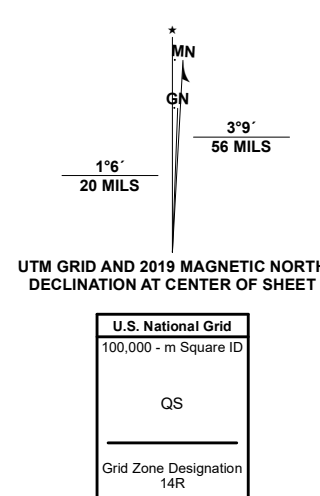 ★
MN
GN
3°9´
56 MILS
1°6´
20 MILS
UTM GRID AND 2019 MAGNETIC NORTH
DECLINATION AT CENTER OF SHEET
U.S. National Grid
100,000 - m Square ID
QS
Grid Zone Designation
14R